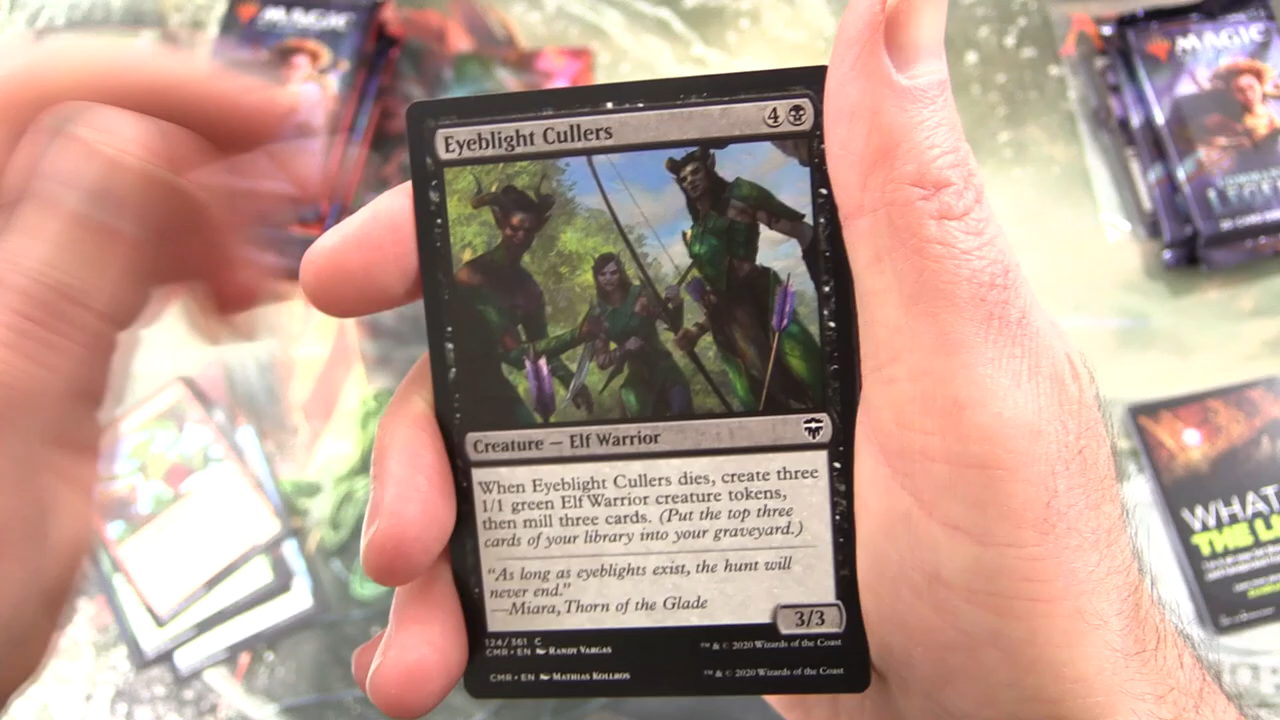 MAGIC
MAGIC
Eyeblight Cullers
4
Creature — Elf Warrior
When Eyeblight Cullers dies, create three
1/1 green Elf Warrior creature tokens,
then mill three cards. (Put the top three
cards of your library into your graveyard.)
"As long as eyeblights exist, the hunt will
never end."
—Miara, Thorn of the Glade
3/3
124/361 C
CMR • EN Randy Vargas
™ & © 2020 Wizards of the Coast
CMR • EN Mathias Kollros
™ & © 2020 Wizards of the Coast
WHAT
THE L